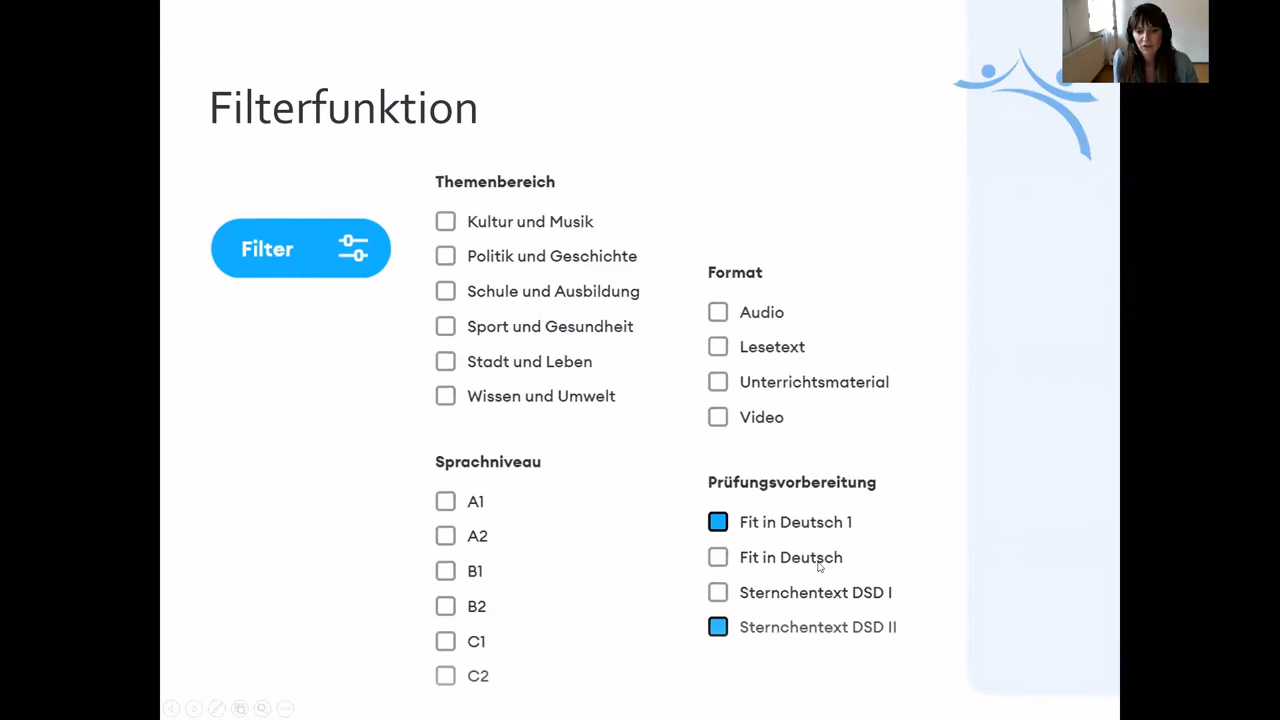 Filterfunktion
Filter
Themenbereich
Kultur und Musik
Politik und Geschichte
Schule und Ausbildung
Sport und Gesundheit
Stadt und Leben
Wissen und Umwelt
Sprachniveau
A1
A2
B1
B2
C1
C2
Format
Audio
Lesetext
Unterrichtsmaterial
Video
Prüfungsvorbereitung
Fit in Deutsch 1
Fit in Deutsch
Sternchentext DSD I
Sternchentext DSD II